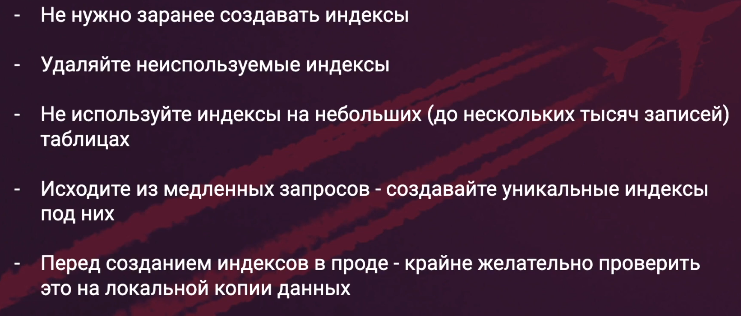 - Не нужно заранее создавать индексы
- Удаляйте неиспользуемые индексы
- Не используйте индексы на небольших (до нескольких тысяч записей)
таблицах
- Исходите из медленных запросов - создавайте уникальные индексы
под них
- Перед созданием индексов в проде - крайне желательно проверить
это на локальной копии данных